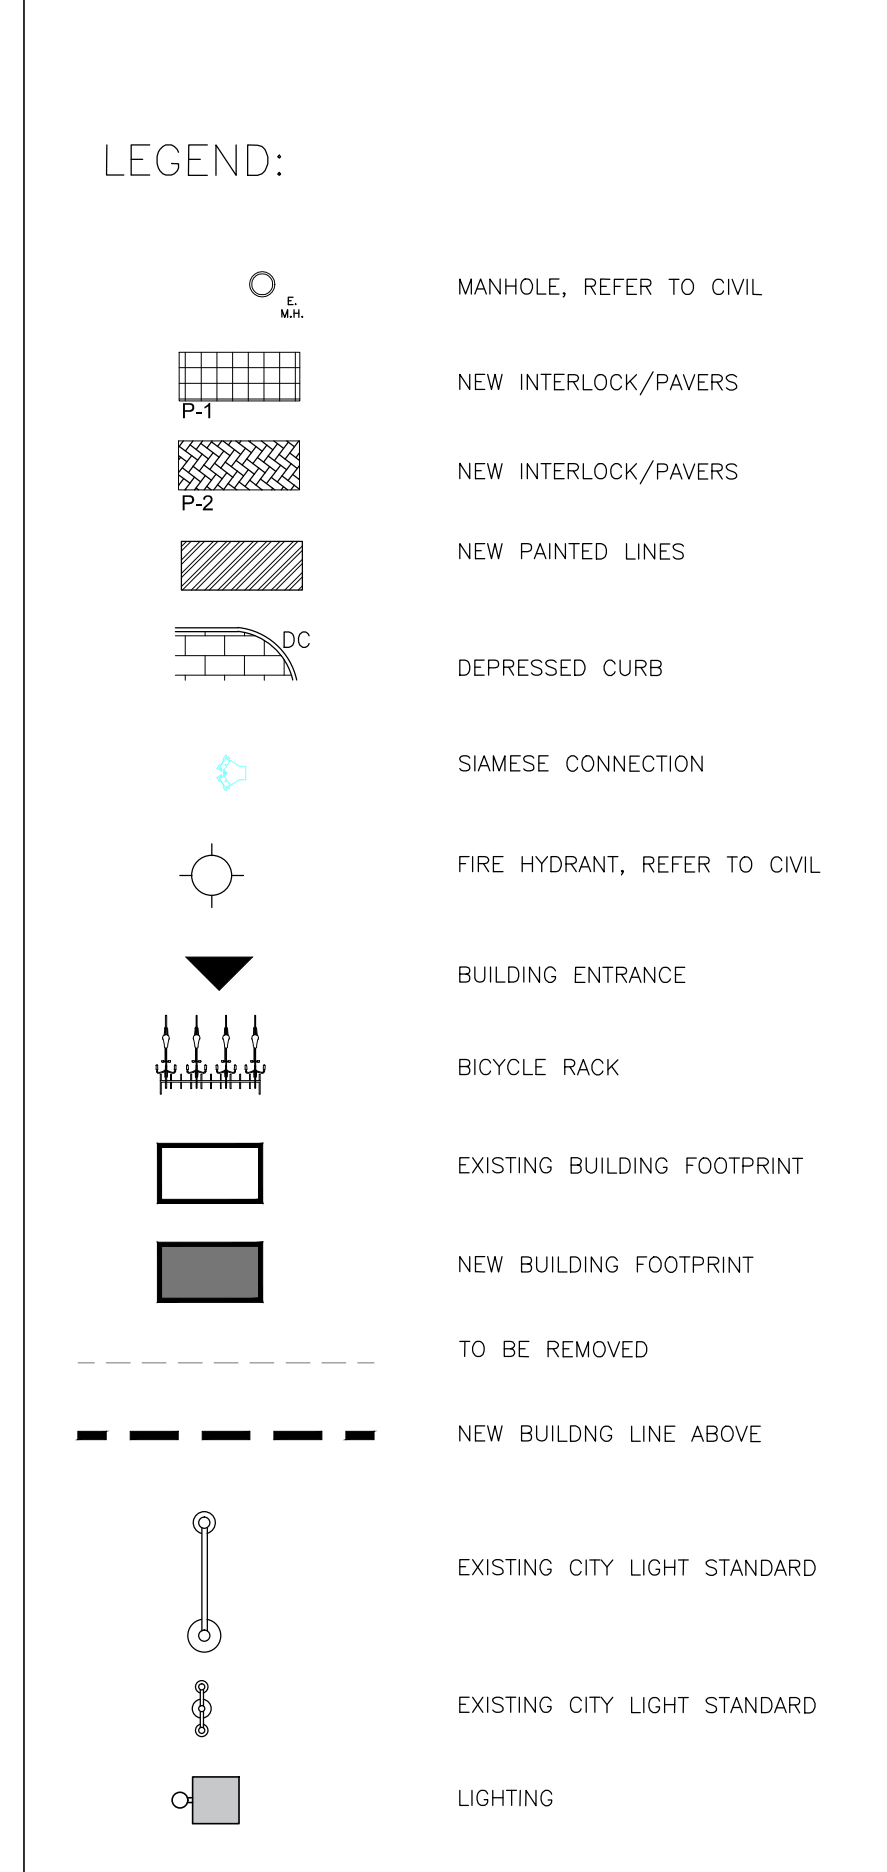 LEGEND:
E.
M.H.
MANHOLE, REFER TO CIVIL
P-1
NEW INTERLOCK/PAVERS
P-2
NEW INTERLOCK/PAVERS
NEW PAINTED LINES
DC
DEPRESSED CURB
SIAMESE CONNECTION
FIRE HYDRANT, REFER TO CIVIL
BUILDING ENTRANCE
BICYCLE RACK
EXISTING BUILDING FOOTPRINT
NEW BUILDING FOOTPRINT
TO BE REMOVED
NEW BUILDNG LINE ABOVE
EXISTING CITY LIGHT STANDARD
EXISTING CITY LIGHT STANDARD
LIGHTING